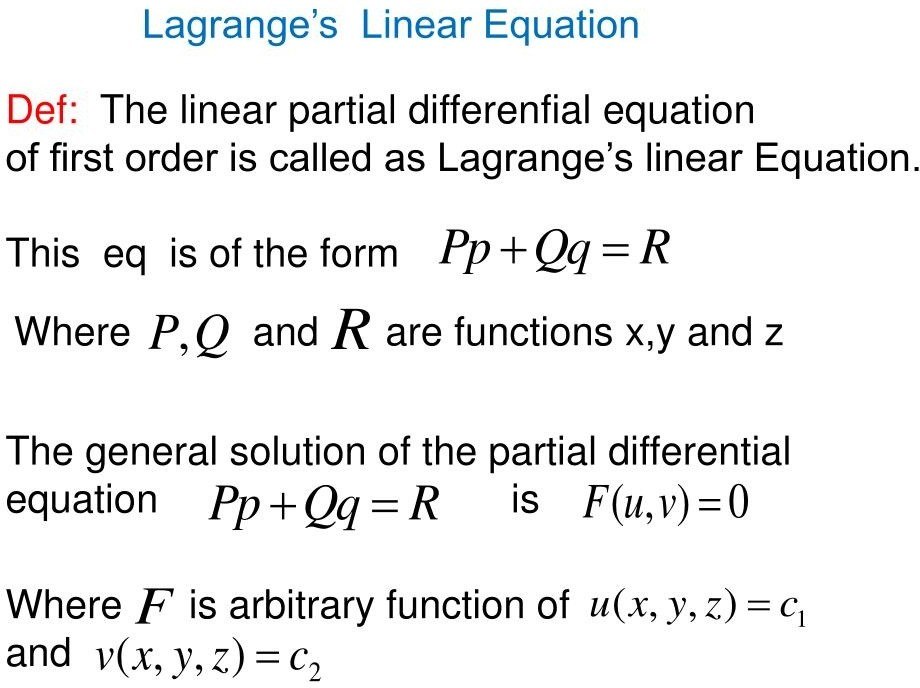 Lagrange's Linear Equation
Def: The linear partial differenfial equation
of first order is called as Lagrange's linear Equation.
This eq is of the form Pp + Qq = R
Where P,Q and R are functions x,y and z
The general solution of the partial differential
equation Pp + Qq = R is F(u,v) = 0
Where F is arbitrary function of u(x, y, z) = c₁
and v(x, y, z) = c₂